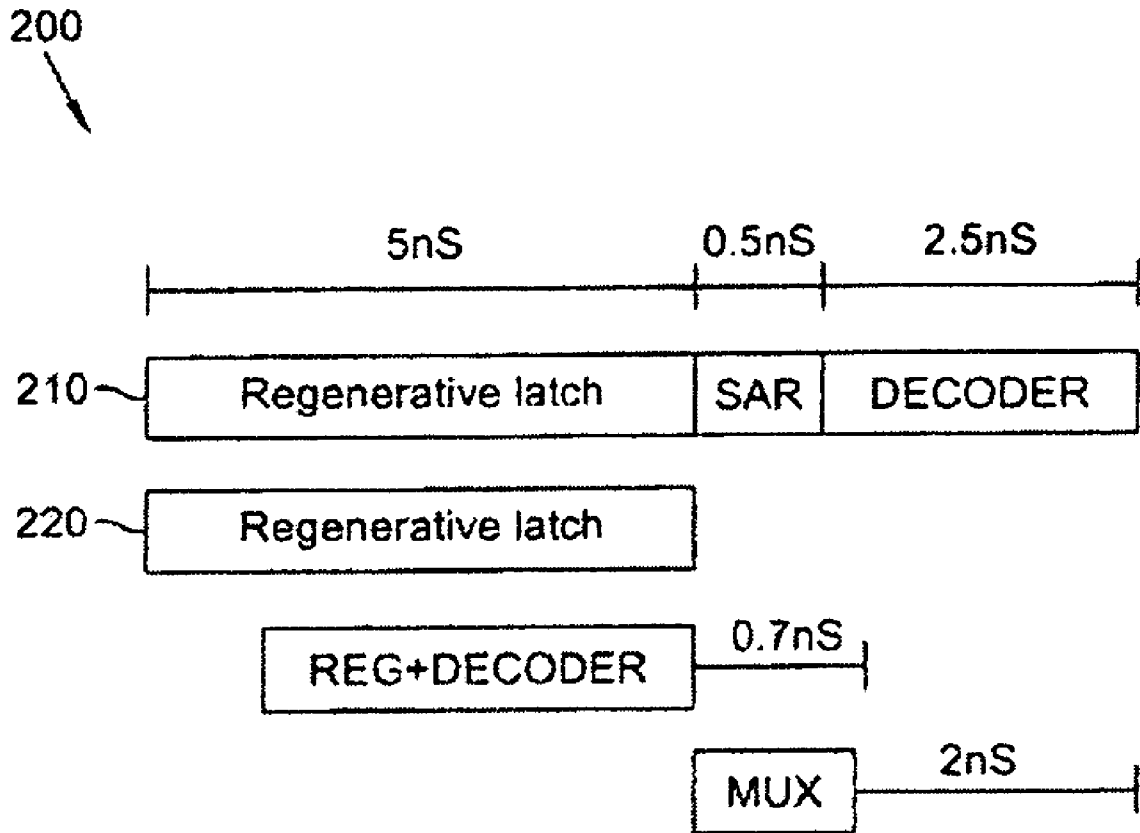 200
5nS 0.5nS 2.5nS
210 Regenerative latch SAR DECODER
220 Regenerative latch
REG+DECODER 0.7nS
MUX 2nS